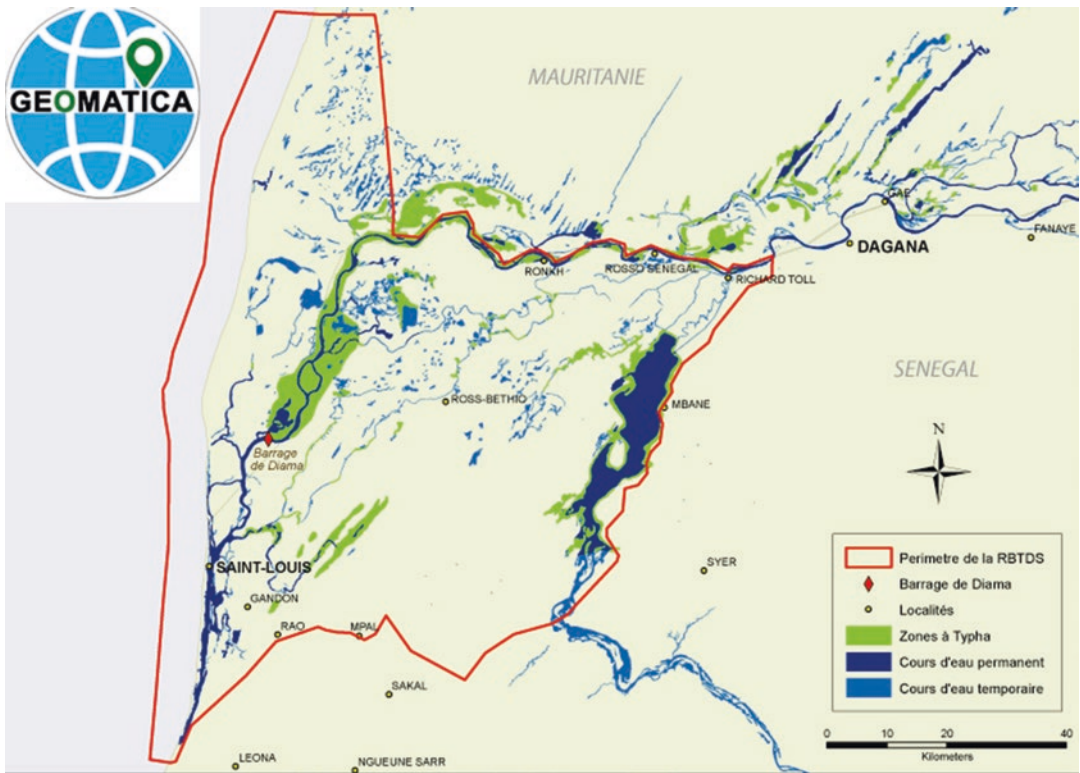 GEOMATICA
MAURITANIE
GAE
FANAYE
DAGANA
RONKH
ROSSO SENEGAL
RICHARD TOLL
SENEGAL
ROSS-BETHIO
MBANE
Barrage
de Diama
N
SAINT-LOUIS
SYER
GANDON
RAO
MPAL
SAKAL
LEONA
NGUEUNE SARR
Perimetre de la RBTDS
Barrage de Diama
Localités
Zones à Typha
Cours d'eau permanent
Cours d'eau temporaire
0 10 20 40
Kilometers